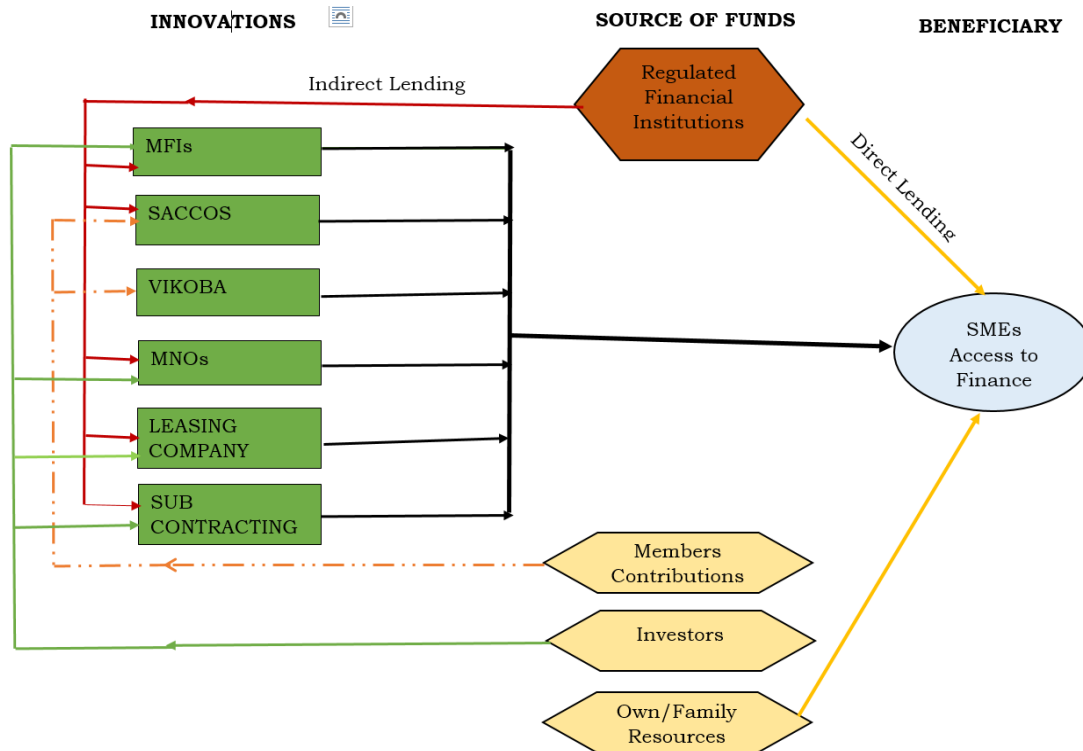 INNOVATIONS
SOURCE OF FUNDS
BENEFICIARY
Indirect Lending
Regulated
Financial
Institutions
Direct Lending
MFIs
SACCOS
VIKOBA
MNOs
LEASING
COMPANY
SUB
CONTRACTING
SMEs
Access to
Finance
Members
Contributions
Investors
Own/Family
Resources